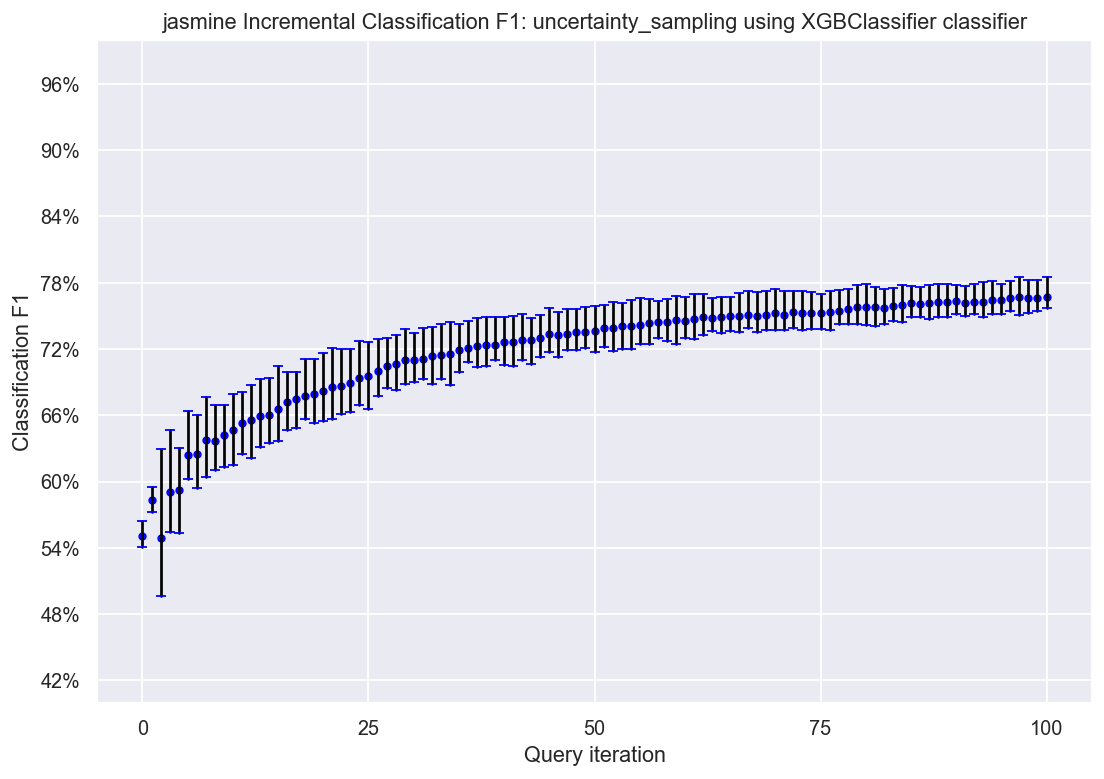 jasmine Incremental Classification F1: uncertainty_sampling using XGBClassifier classifier
96%
90%
84%
78%
72%
66%
60%
54%
48%
42%
Classification F1
0 25 50 75 100
Query iteration